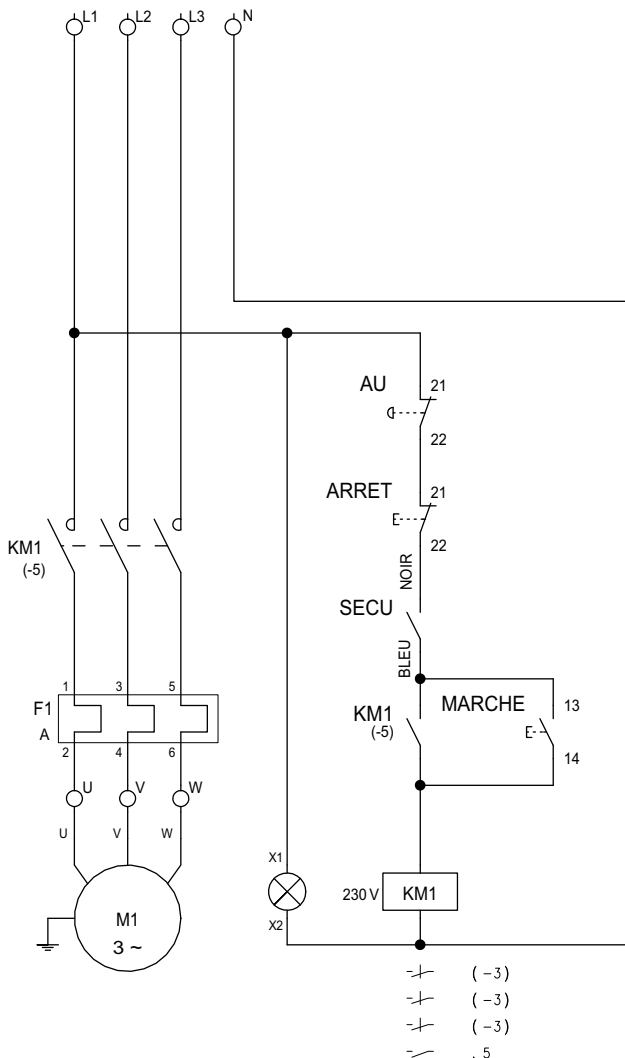 L1 L2 L3 N
AU 21
22
ARRET 21
22
KM1
(-5)
NOIR
SECU
BLEU
1 3 5
F1
A
2 4 6
KM1
(-5)
MARCHE 13
14
U V W
U V W
X1
X2
M1
3 ~
230 V KM1
(-3)
(-3)
(-3)
.5